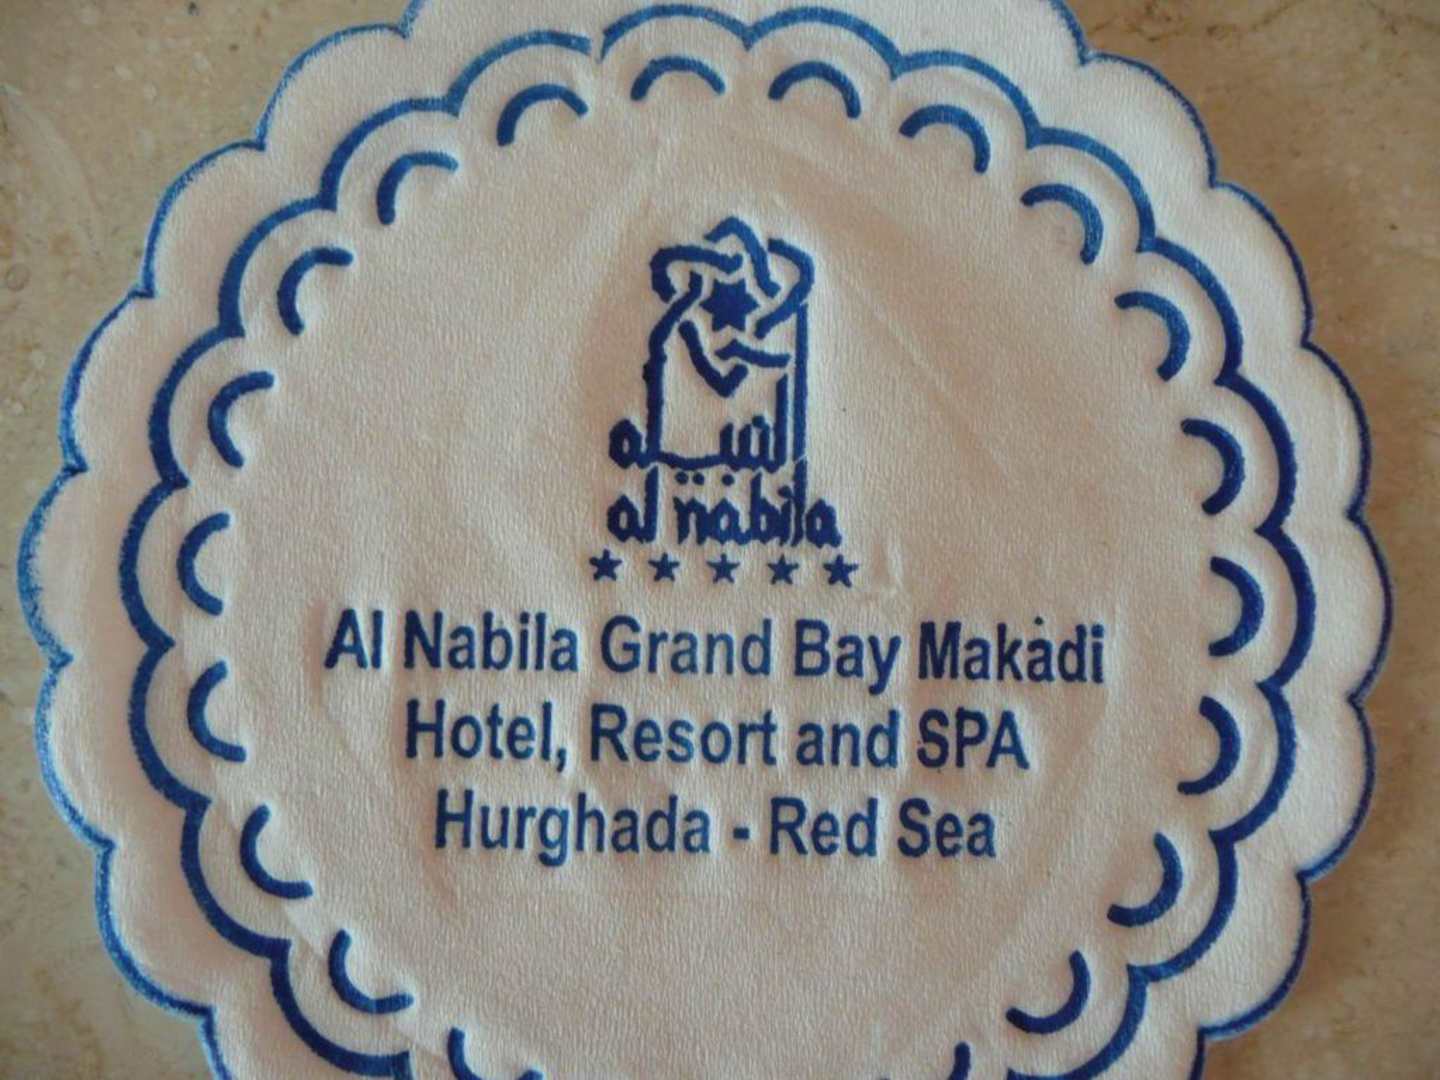 النبيله
al nabila
Al Nabila Grand Bay Makadi
Hotel, Resort and SPA
Hurghada - Red Sea